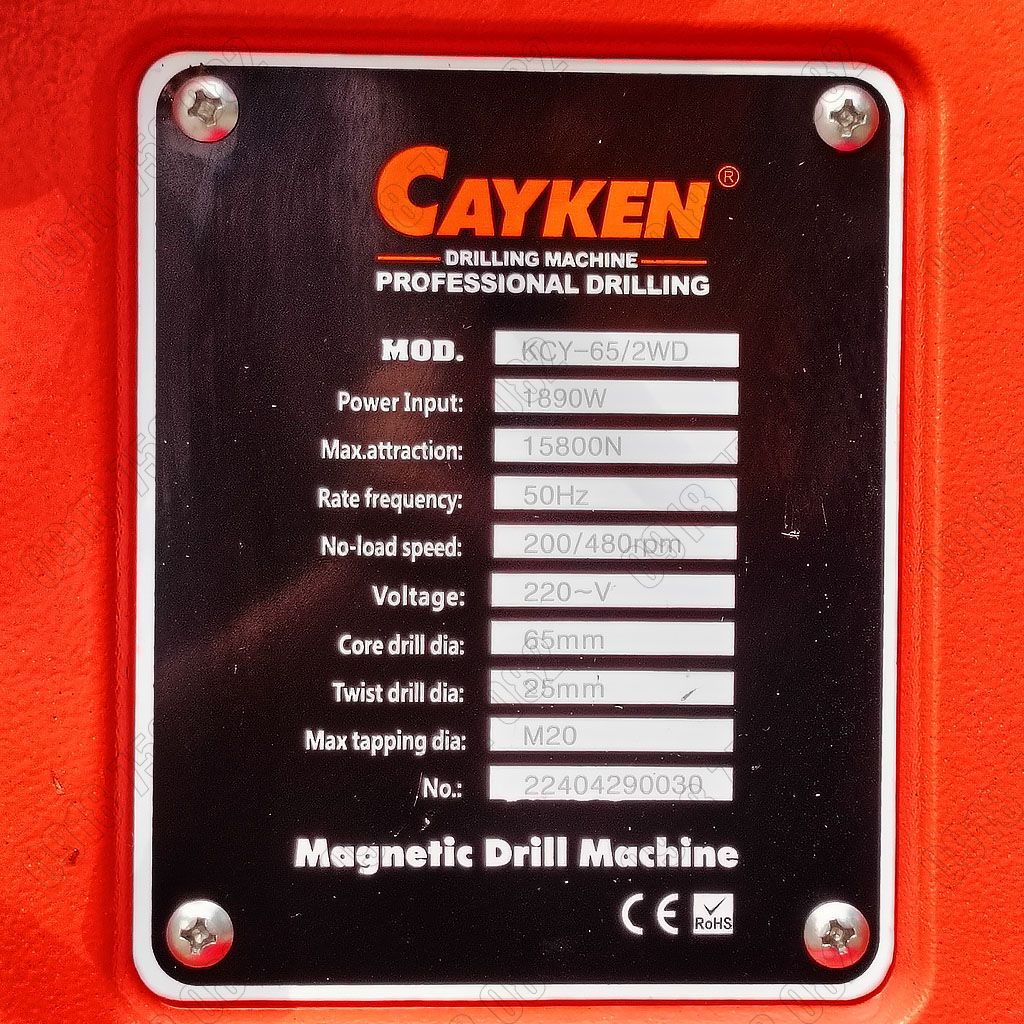 CAYKEN®
DRILLING MACHINE
PROFESSIONAL DRILLING
MOD. KCY-65/2WD
Power Input: 1890W
Max.attraction: 15800N
Rate frequency: 50Hz
No-load speed: 200/480rpm
Voltage: 220~V
Core drill dia: 65mm
Twist drill dia: 25mm
Max tapping dia: M20
No.: 22404290030
Magnetic Drill Machine
CE RoHS